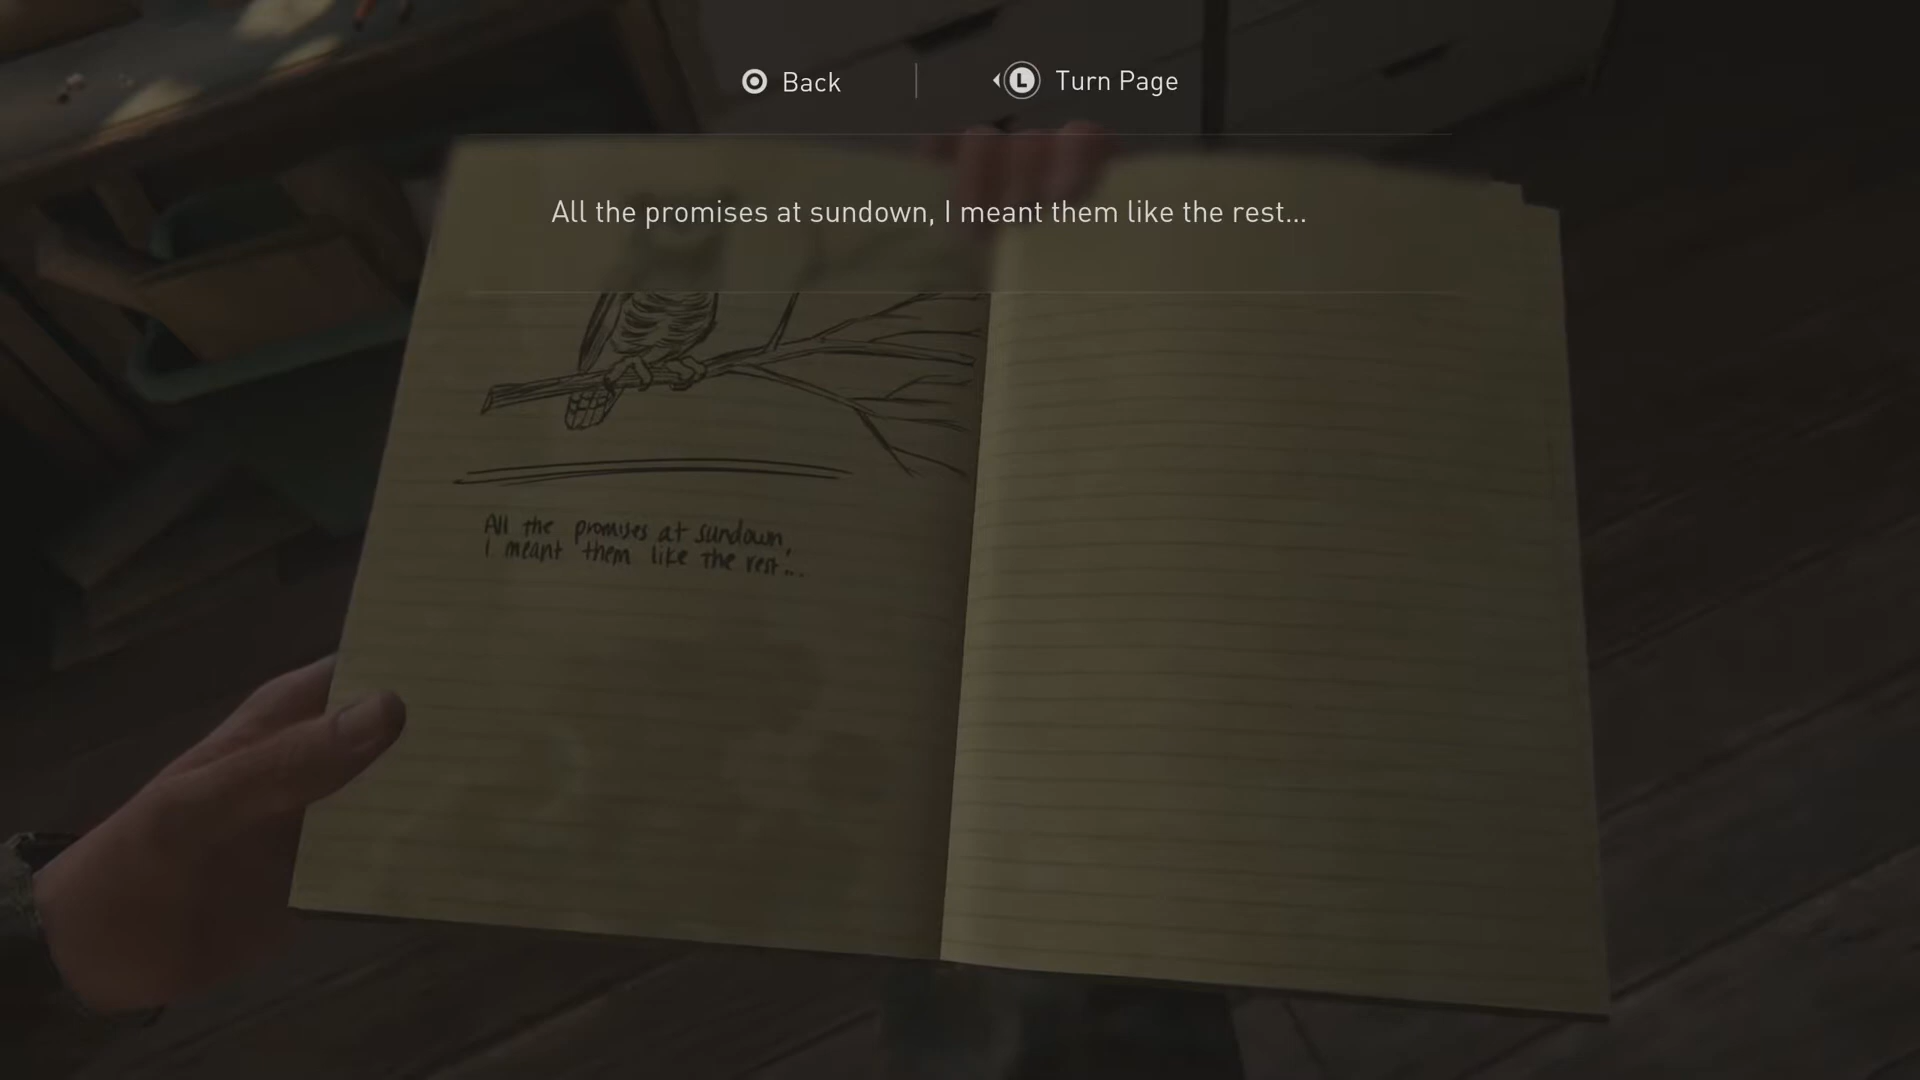 Back
L Turn Page
All the promises at sundown, I meant them like the rest...
All the promises at sundown,
I meant them like the rest...